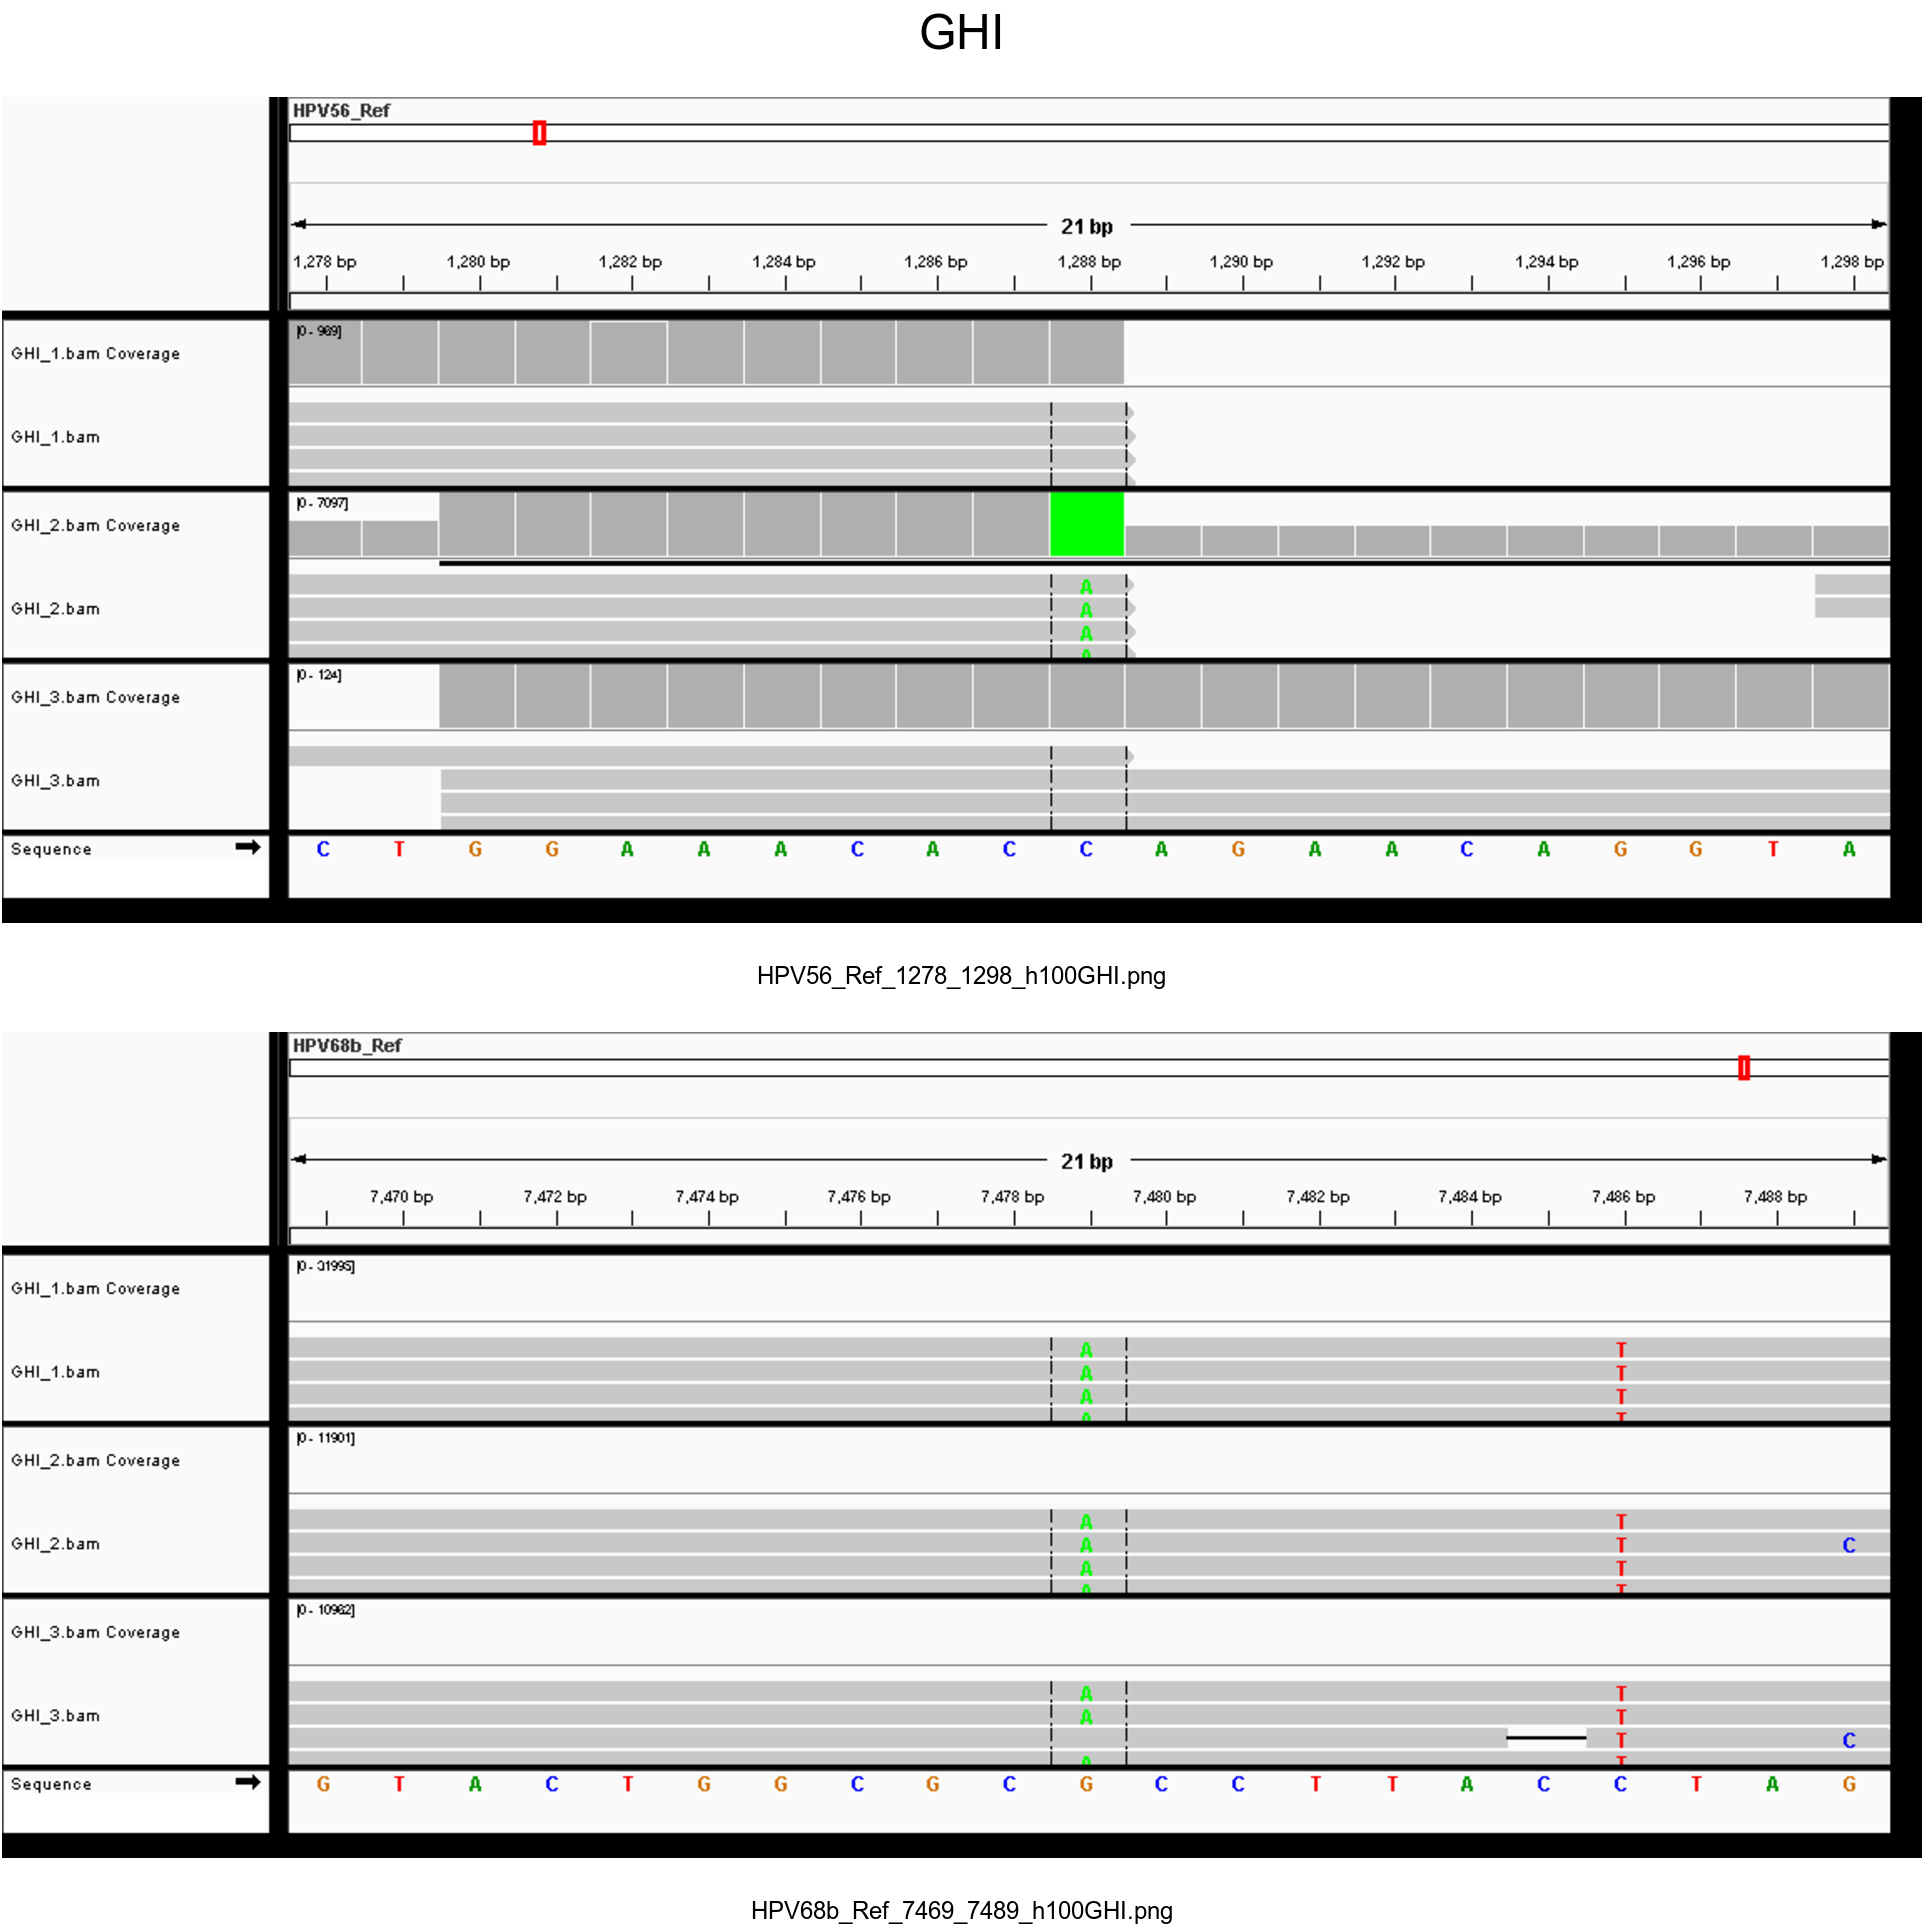 GHI
HPV56_Ref
21 bp
1,278 bp 1,280 bp 1,282 bp 1,284 bp 1,286 bp 1,288 bp 1,290 bp 1,292 bp 1,294 bp 1,296 bp 1,298 bp
[0 - 969]
GHI_1.bam Coverage
GHI_1.bam
[0 - 7097]
GHI_2.bam Coverage
A
GHI_2.bam
A
A
A
[0 - 124]
GHI_3.bam Coverage
GHI_3.bam
Sequence C T G G A A A C A C C A G A A C A G G T A
HPV56_Ref_1278_1298_h100GHI.png
HPV68b_Ref
21 bp
7,470 bp 7,472 bp 7,474 bp 7,476 bp 7,478 bp 7,480 bp 7,482 bp 7,484 bp 7,486 bp 7,488 bp
[0 - 31995]
GHI_1.bam Coverage
A T
GHI_1.bam
A T
A T
A T
[0 - 11901]
GHI_2.bam Coverage
A T
GHI_2.bam
A T C
A T
A T
[0 - 10962]
GHI_3.bam Coverage
A T
GHI_3.bam
A T
T C
A T
Sequence G T A C T G G C G C G C C T T A C C T A G
HPV68b_Ref_7469_7489_h100GHI.png